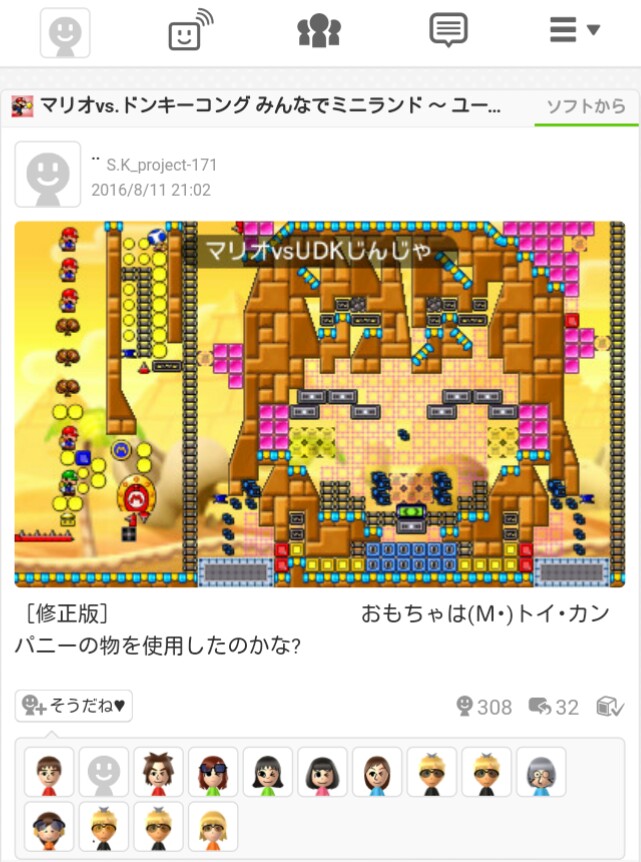 マリオvs.ドンキーコング みんなでミニランド ～ ユー...
ソフトから
¨ S.K_project-171
2016/8/11 21:02
マリオvsUDKじんじゃ
［修正版］ おもちゃは(M・)トイ・カン
パニーの物を使用したのかな?
そうだね♥
308
32